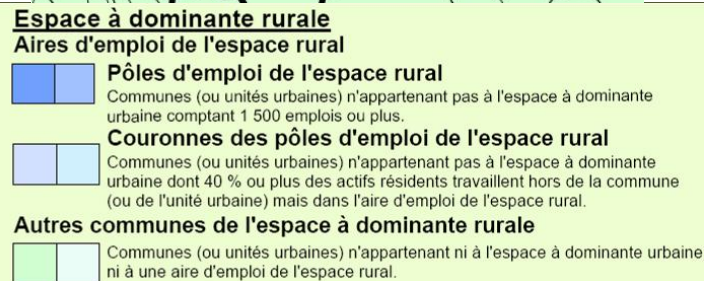 Espace à dominante rurale
Aires d'emploi de l'espace rural
Pôles d'emploi de l'espace rural
Communes (ou unités urbaines) n'appartenant pas à l'espace à dominante
urbaine comptant 1 500 emplois ou plus.
Couronnes des pôles d'emploi de l'espace rural
Communes (ou unités urbaines) n'appartenant pas à l'espace à dominante
urbaine dont 40 % ou plus des actifs résidents travaillent hors de la commune
(ou de l'unité urbaine) mais dans l'aire d'emploi de l'espace rural.
Autres communes de l'espace à dominante rurale
Communes (ou unités urbaines) n'appartenant ni à l'espace à dominante urbaine
ni à une aire d'emploi de l'espace rural.